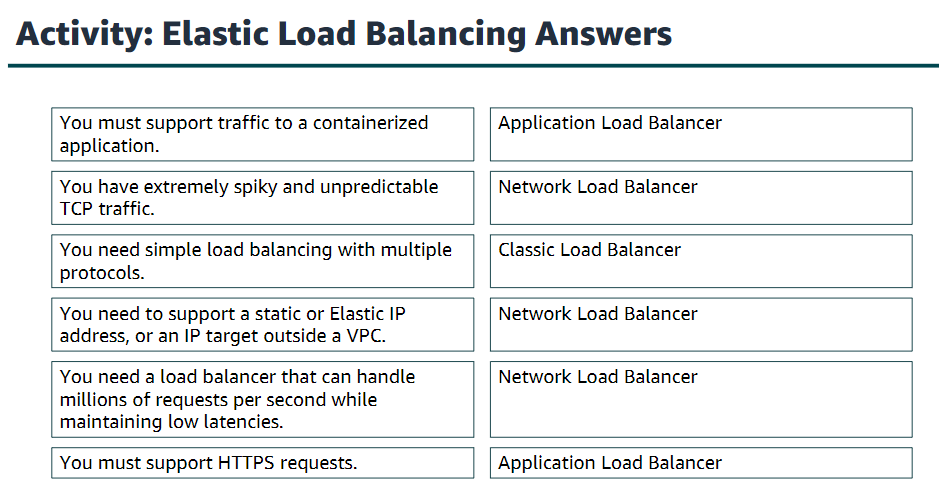 Activity: Elastic Load Balancing Answers
You must support traffic to a containerized
application.
Application Load Balancer
You have extremely spiky and unpredictable
TCP traffic.
Network Load Balancer
You need simple load balancing with multiple
protocols.
Classic Load Balancer
You need to support a static or Elastic IP
address, or an IP target outside a VPC.
Network Load Balancer
You need a load balancer that can handle
millions of requests per second while
maintaining low latencies.
Network Load Balancer
You must support HTTPS requests.
Application Load Balancer